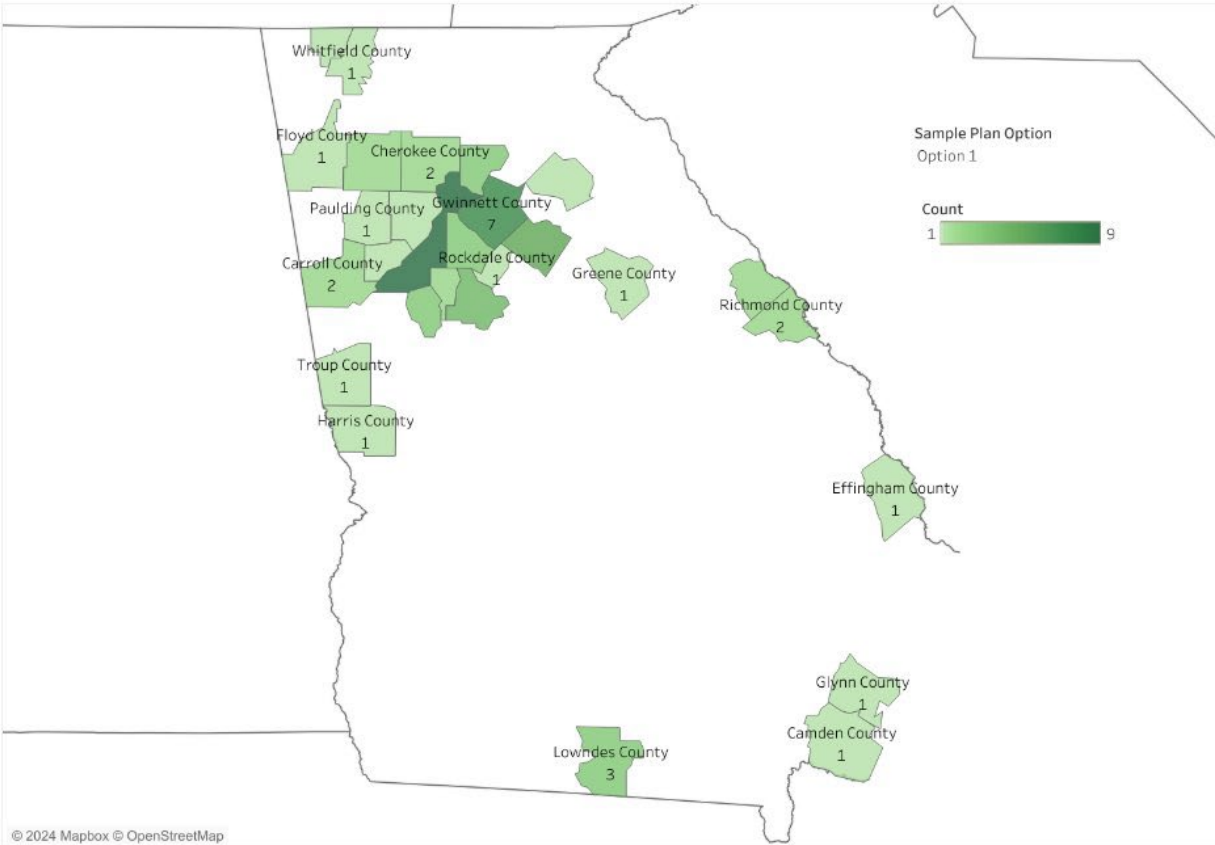 Whitfield County
1
Floyd County
1
Cherokee County
2
Paulding County
1
Gwinnett County
7
Carroll County
2
Rockdale County
1
Greene County
1
Richmond County
2
Troup County
1
Harris County
1
Effingham County
1
Glynn County
1
Camden County
1
Lowndes County
3
Sample Plan Option
Option 1
Count
1 9
© 2024 Mapbox © OpenStreetMap